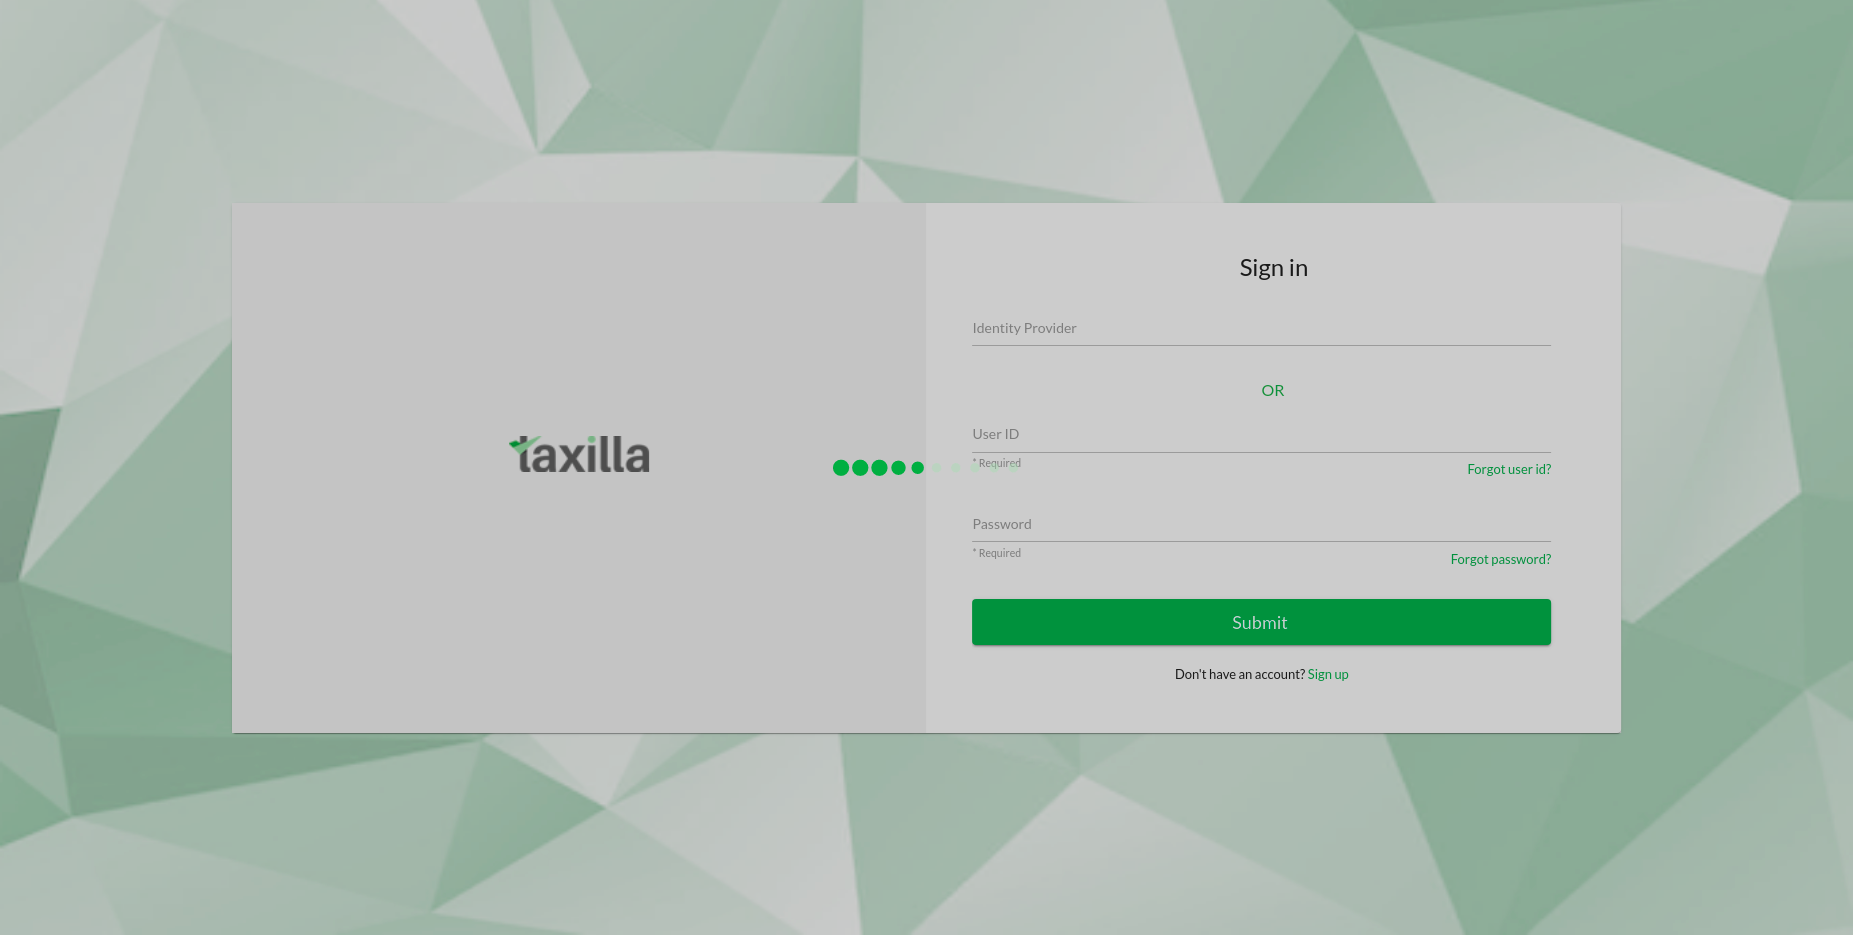 taxilla
Sign in
Identity Provider
OR
User ID
* Required
Forgot user id?
Password
* Required
Forgot password?
Submit
Don't have an account? Sign up